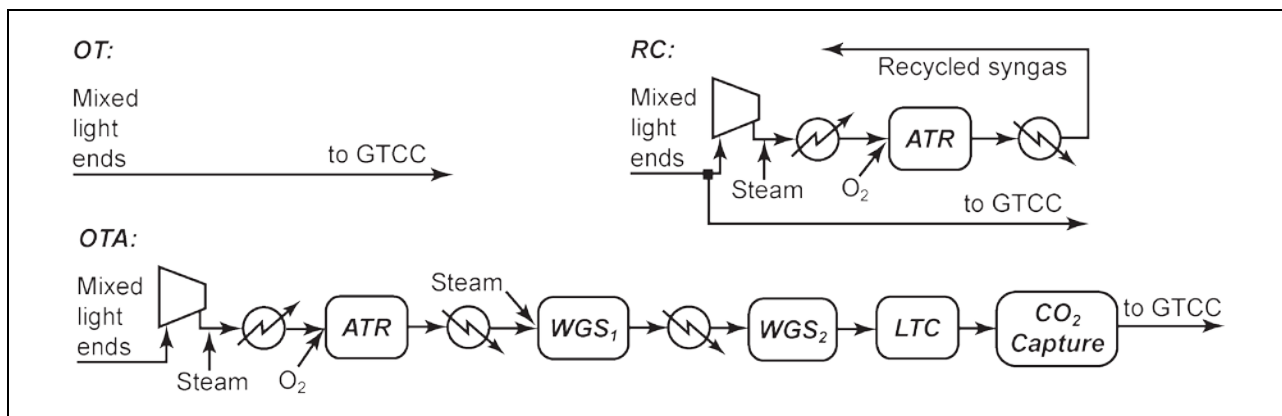 OT:
Mixed
light
ends
to GTCC
RC:
Recycled syngas
Mixed
light
ends
ATR
Steam
O₂
to GTCC
OTA:
Mixed
light
ends
Steam
O₂
ATR
Steam
WGS₁
WGS₂
LTC
CO₂
Capture
to GTCC